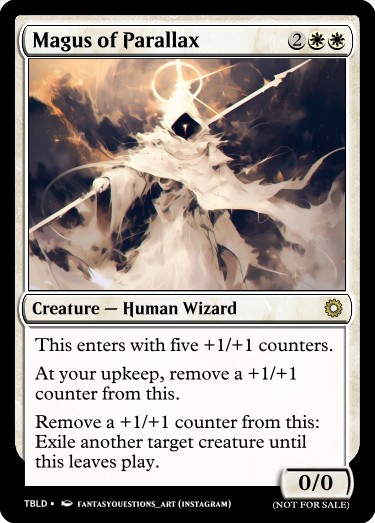 Magus of Parallax 2
Creature — Human Wizard
This enters with five +1/+1 counters.
At your upkeep, remove a +1/+1
counter from this.
Remove a +1/+1 counter from this:
Exile another target creature until
this leaves play.
0/0
TBLD • FANTASYQUESTIONS_ART (INSTAGRAM)
(NOT FOR SALE)